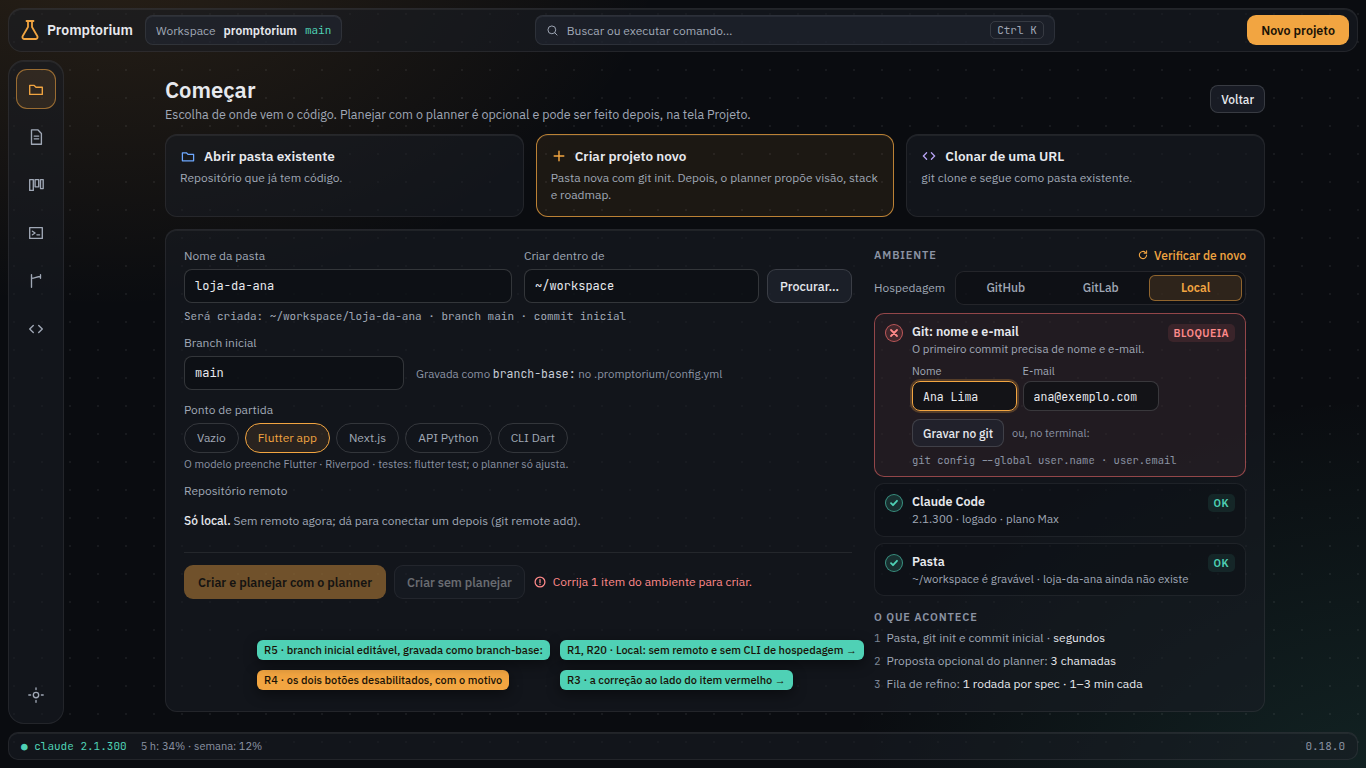 Promptorium
Workspace promptorium main
Buscar ou executar comando...
Ctrl K
Novo projeto
Começar
Escolha de onde vem o código. Planejar com o planner é opcional e pode ser feito depois, na tela Projeto.
Voltar
Abrir pasta existente
Repositório que já tem código.
Criar projeto novo
Pasta nova com git init. Depois, o planner propõe visão, stack
e roadmap.
Clonar de uma URL
git clone e segue como pasta existente.
Nome da pasta
loja-da-ana
Criar dentro de
~/workspace
Procurar...
Será criada: ~/workspace/loja-da-ana · branch main · commit inicial
Branch inicial
main
Gravada como branch-base: no .promptorium/config.yml
Ponto de partida
Vazio
Flutter app
Next.js
API Python
CLI Dart
O modelo preenche Flutter · Riverpod · testes: flutter test; o planner só ajusta.
Repositório remoto
Só local. Sem remoto agora; dá para conectar um depois (git remote add).
Criar e planejar com o planner
Criar sem planejar
Corrija 1 item do ambiente para criar.
R5 · branch inicial editável, gravada como branch-base:
R1, R20 · Local: sem remoto e sem CLI de hospedagem →
R4 · os dois botões desabilitados, com o motivo
R3 · a correção ao lado do item vermelho →
AMBIENTE
Verificar de novo
Hospedagem
GitHub
GitLab
Local
Git: nome e e-mail
BLOQUEIA
O primeiro commit precisa de nome e e-mail.
Nome
E-mail
Ana Lima
ana@exemplo.com
Gravar no git
ou, no terminal:
git config --global user.name · user.email
Claude Code
OK
2.1.300 · logado · plano Max
Pasta
OK
~/workspace é gravável · loja-da-ana ainda não existe
O QUE ACONTECE
1 Pasta, git init e commit inicial · segundos
2 Proposta opcional do planner: 3 chamadas
3 Fila de refino: 1 rodada por spec · 1–3 min cada
claude 2.1.300
5 h: 34% · semana: 12%
0.18.0